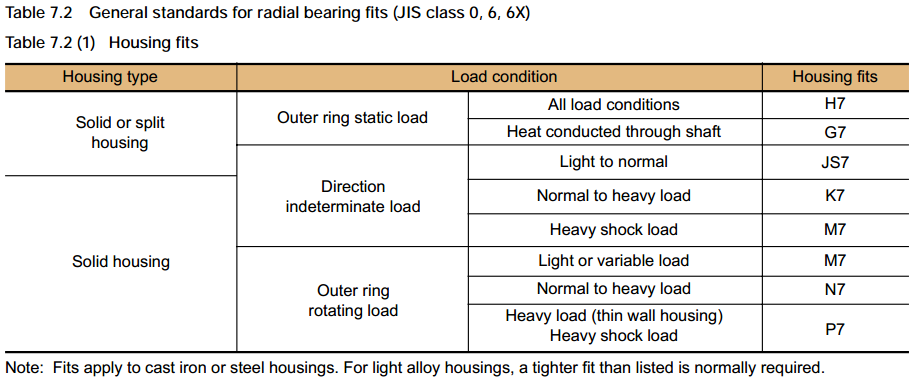 Table 7.2 General standards for radial bearing fits (JIS class 0, 6, 6X)
Table 7.2 (1) Housing fits
Housing type Load condition Housing fits
Solid or split
housing
Outer ring static load
All load conditions H7
Heat conducted through shaft G7
Direction
indeterminate load
Light to normal JS7
Solid housing
Normal to heavy load K7
Heavy shock load M7
Outer ring
rotating load
Light or variable load M7
Normal to heavy load N7
Heavy load (thin wall housing)
Heavy shock load
P7
Note: Fits apply to cast iron or steel housings. For light alloy housings, a tighter fit than listed is normally required.